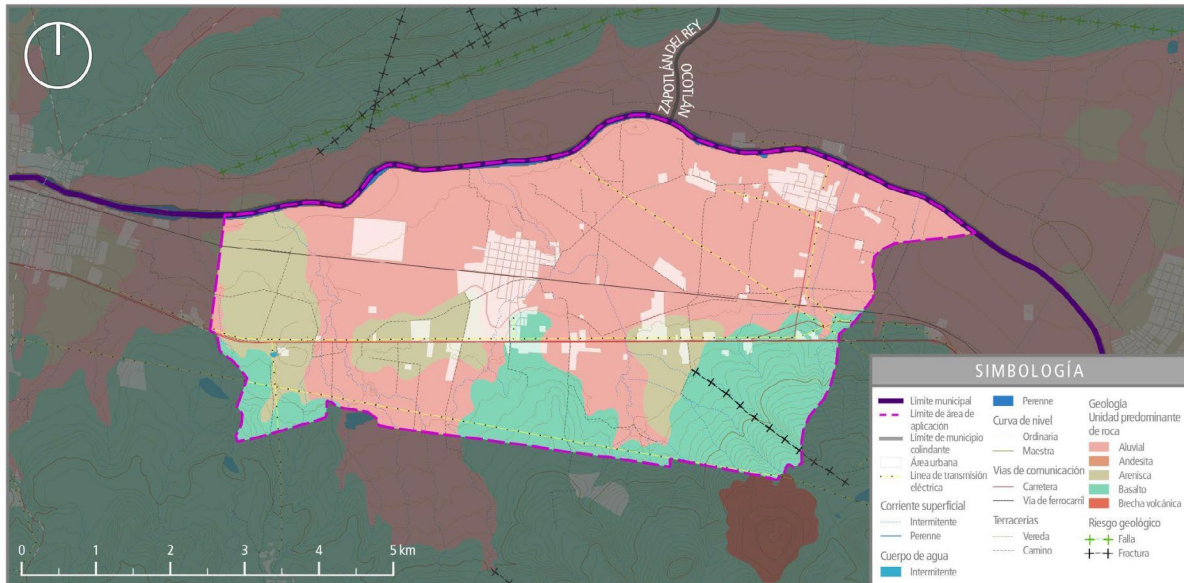 ZAPOTLÁN DEL REY
OCOTLÁN
0 1 2 3 4 5 km
SIMBOLOGÍA
Límite municipal
Límite de área de
aplicación
Límite de municipio
colindante
Área urbana
Linea de transmisión
eléctrica
Corriente superficial
Intermitente
Perenne
Cuerpo de agua
Intermitente
Perenne
Curva de nivel
Ordinaria
Maestra
Vías de comunicación
Carretera
Vía de ferrocarril
Terracerías
Vereda
Camino
Geología
Unidad predominante
de roca
Aluvial
Andesita
Arenisca
Basalto
Brecha volcánica
Riesgo geológico
Falla
Fractura